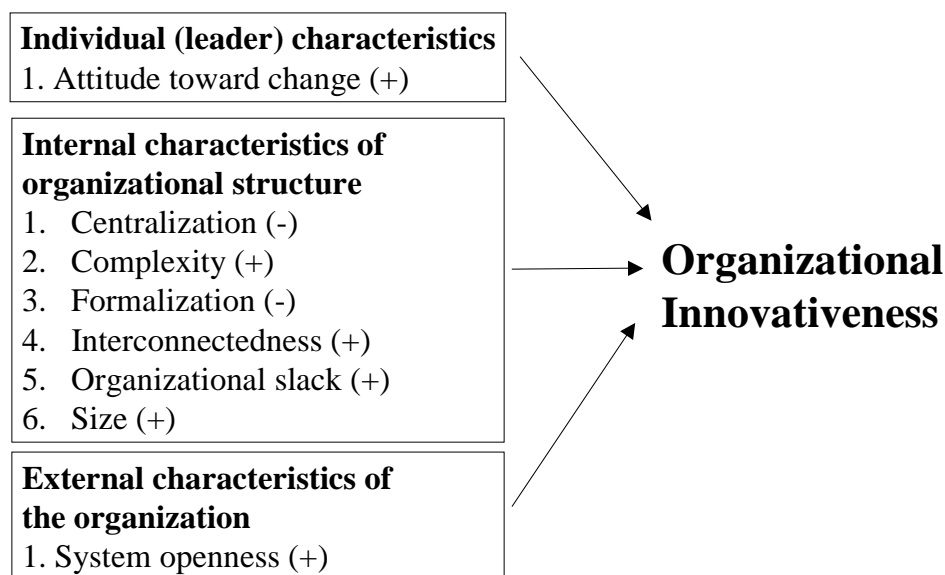 Individual (leader) characteristics
1. Attitude toward change (+)
Internal characteristics of
organizational structure
1. Centralization (-)
2. Complexity (+)
3. Formalization (-)
4. Interconnectedness (+)
5. Organizational slack (+)
6. Size (+)
External characteristics of
the organization
1. System openness (+)
Organizational
Innovativeness